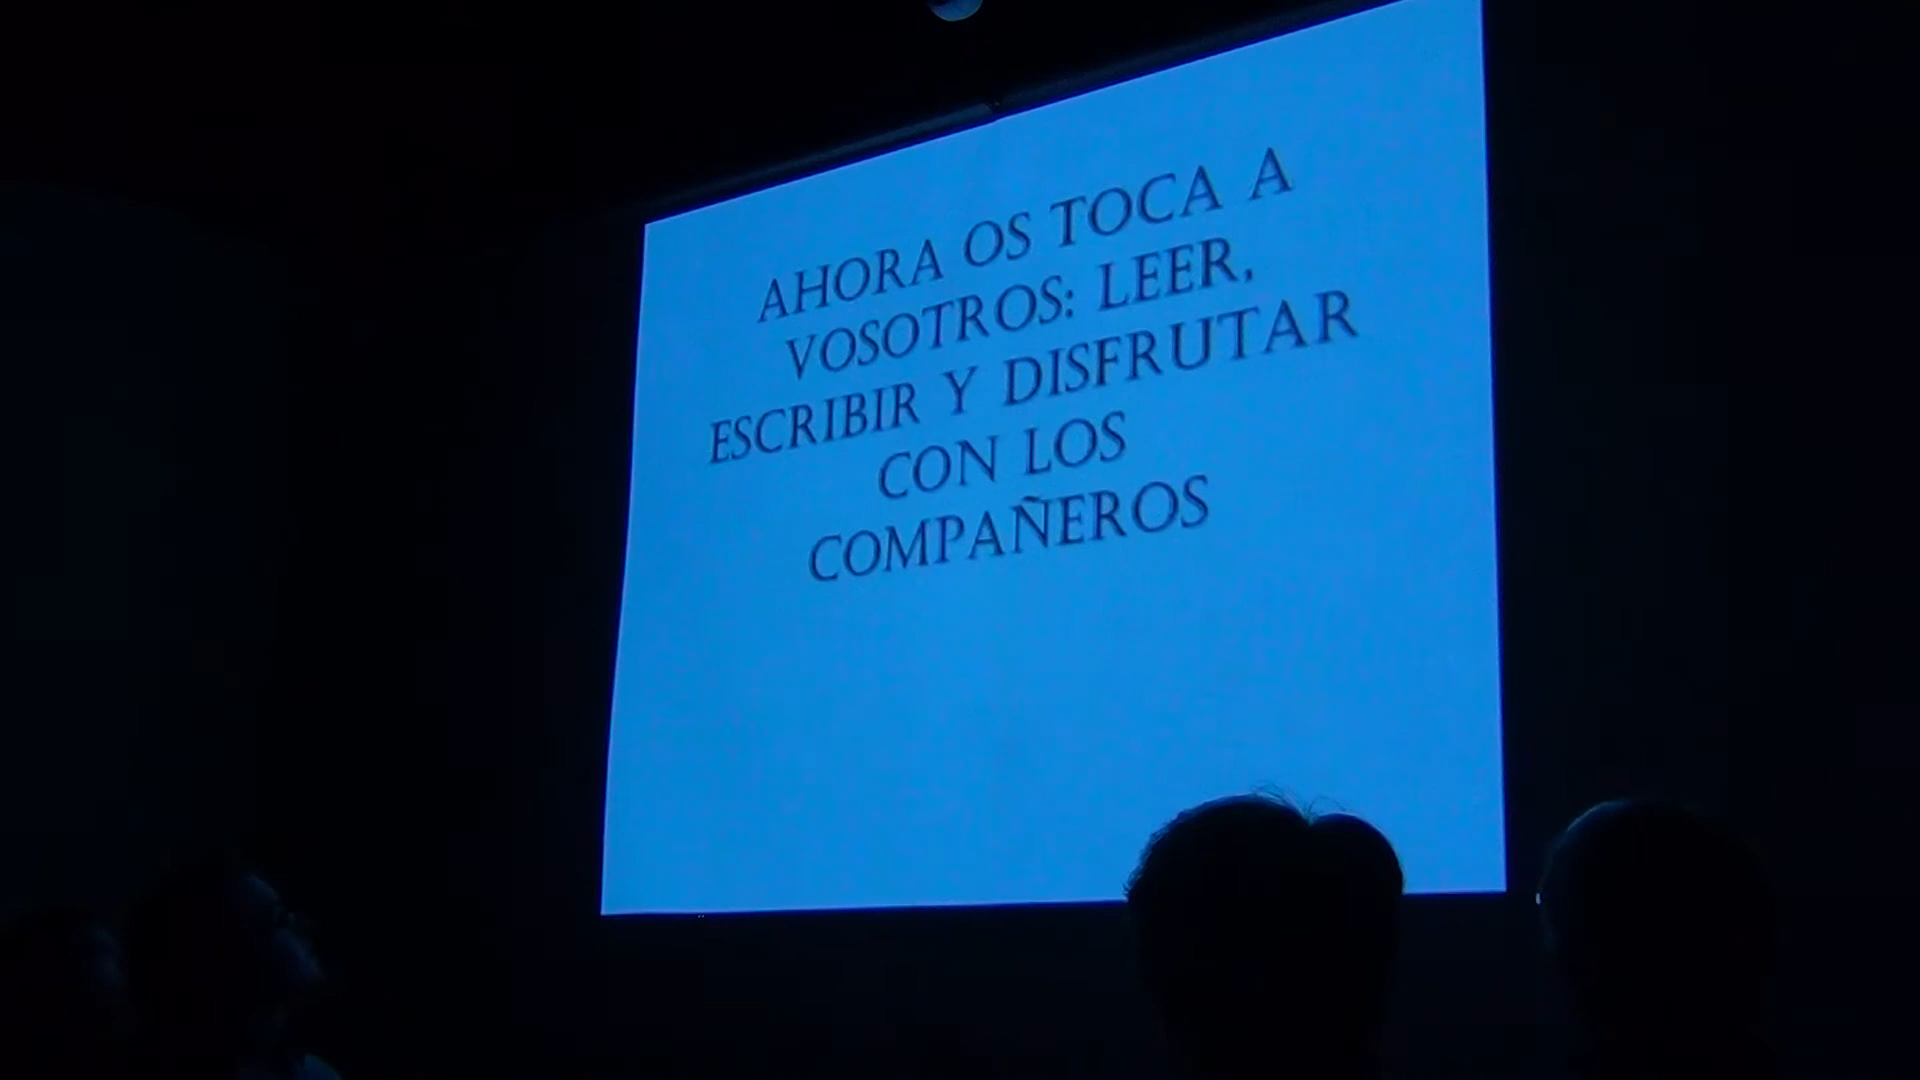 AHORA OS TOCA A
VOSOTROS: LEER,
ESCRIBIR Y DISFRUTAR
CON LOS
COMPAÑEROS